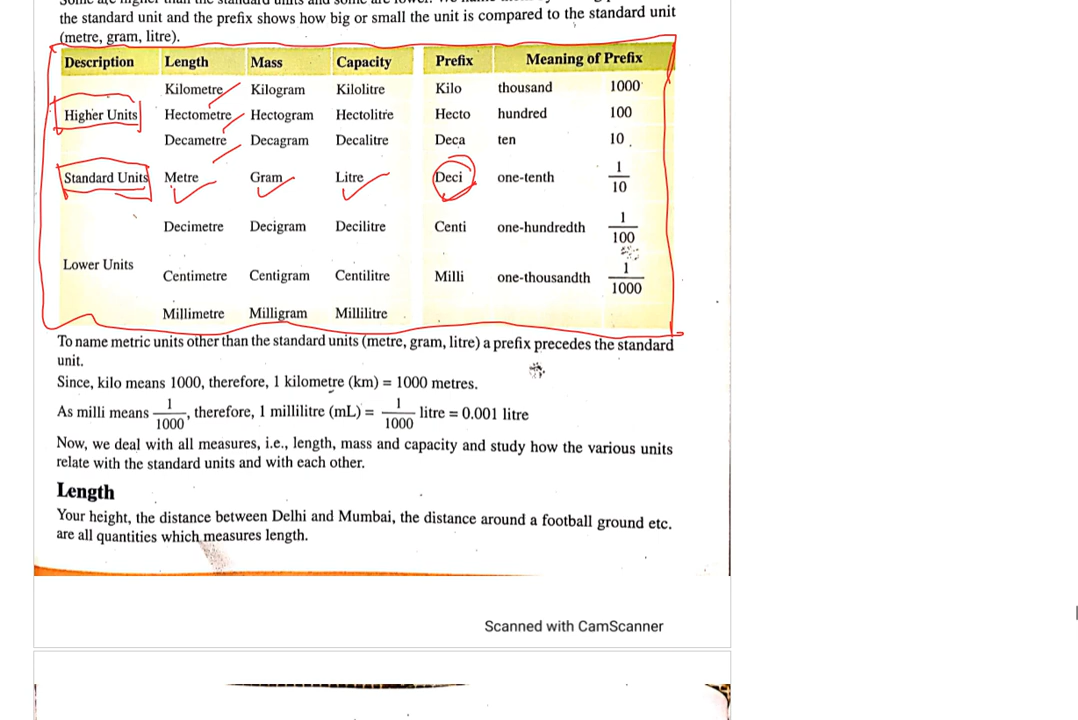 the standard unit and the prefix shows how big or small the unit is compared to the standard unit
(metre, gram, litre).
Description Length Mass Capacity Prefix Meaning of Prefix
Kilometre Kilogram Kilolitre Kilo thousand 1000
Higher Units Hectometre Hectogram Hectolitre Hecto hundred 100
Decametre Decagram Decalitre Deca ten 10
Standard Units Metre Gram Litre Deci one-tenth 1/10
Decimetre Decigram Decilitre Centi one-hundredth 1/100
Lower Units
Centimetre Centigram Centilitre Milli one-thousandth 1/1000
Millimetre Milligram Millilitre
To name metric units other than the standard units (metre, gram, litre) a prefix precedes the standard
unit.
Since, kilo means 1000, therefore, 1 kilometre (km) = 1000 metres.
As milli means 1/1000, therefore, 1 millilitre (mL) = 1/1000 litre = 0.001 litre
Now, we deal with all measures, i.e., length, mass and capacity and study how the various units
relate with the standard units and with each other.
Length
Your height, the distance between Delhi and Mumbai, the distance around a football ground etc.
are all quantities which measures length.
Scanned with CamScanner